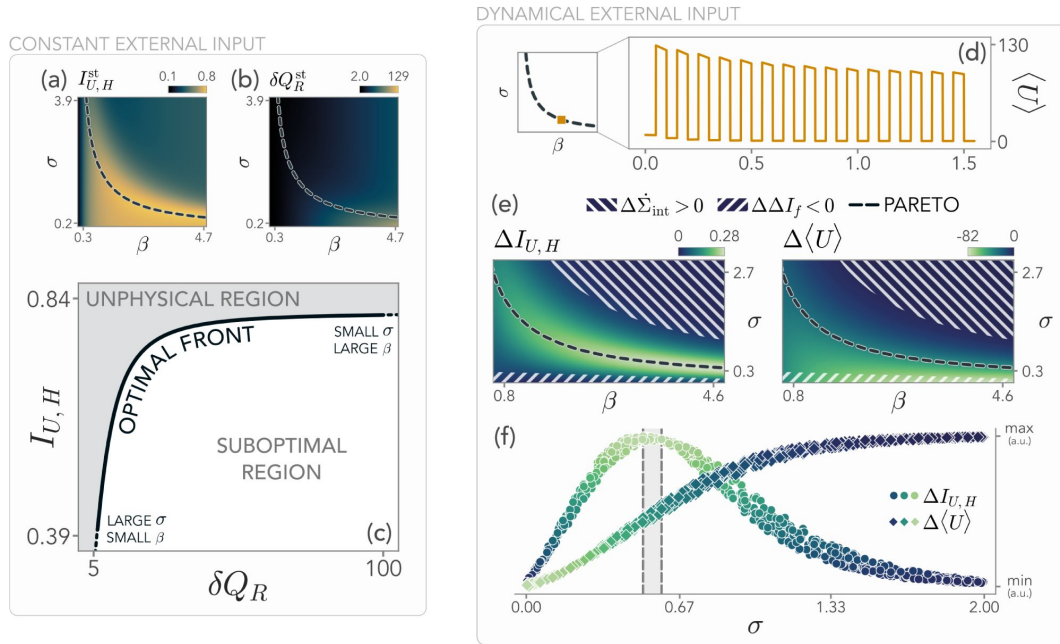 CONSTANT EXTERNAL INPUT
(a) I^st_{U, H} 0.1 0.8
3.9
σ
0.2
0.3 β 4.7
(b) δQ^st_R 2.0 129
3.9
σ
0.2
0.3 β 4.7
0.84
UNPHYSICAL REGION
OPTIMAL FRONT
SMALL σ
LARGE β
I_{U, H}
SUBOPTIMAL
REGION
LARGE σ
SMALL β
(c)
0.39
5 100
δQ_R
DYNAMICAL EXTERNAL INPUT
σ
β
(d)
130
⟨U⟩
0
0.0 0.5 1.0 1.5
(e)
ΔΣ̇_int > 0 ΔΔI_f < 0 PARETO
ΔI_{U, H} 0 0.28
2.7
σ
0.3
0.8 β 4.6
Δ⟨U⟩ -82 0
2.7
σ
0.3
0.8 β 4.6
(f)
max
(a.u.)
ΔI_{U, H}
Δ⟨U⟩
min
(a.u.)
0.00 0.67 1.33 2.00
σ